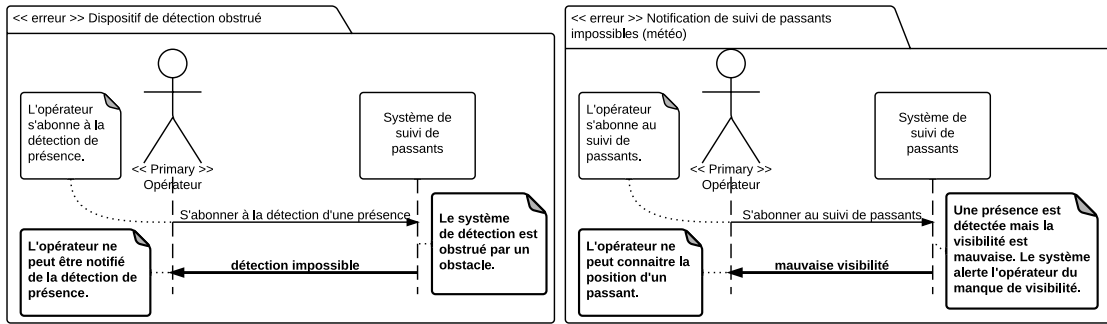 << erreur >> Dispositif de détection obstrué
L'opérateur
s'abonne à la
détection de
présence.
<< Primary >>
Opérateur
Système de
suivi de
passants
S'abonner à la détection d'une présence
Le système
de détection est
obstrué par un
obstacle.
L'opérateur ne
peut être notifié
de la détection de
présence.
détection impossible
<< erreur >> Notification de suivi de passants
impossibles (météo)
L'opérateur
s'abonne au
suivi de
passants.
<< Primary >>
Opérateur
Système de
suivi de
passants
S'abonner au suivi de passants
Une présence est
détectée mais la
visibilité est
mauvaise. Le système
alerte l'opérateur du
manque de visibilité.
L'opérateur ne
peut connaitre la
position d'un
passant.
mauvaise visibilité